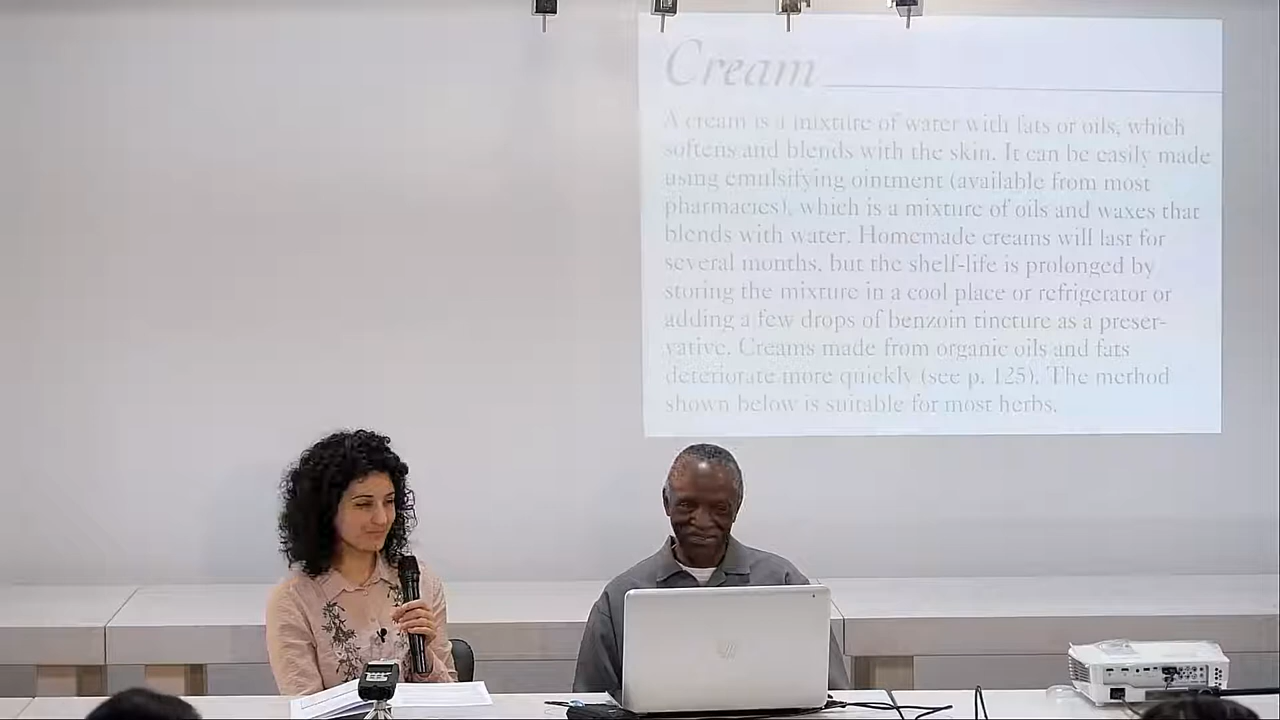 Cream
A cream is a mixture of water with fats or oils, which
softens and blends with the skin. It can be easily made
using emulsifying ointment (available from most
pharmacies), which is a mixture of oils and waxes that
blends with water. Homemade creams will last for
several months, but the shelf-life is prolonged by
storing the mixture in a cool place or refrigerator or
adding a few drops of benzoin tincture as a preser-
vative. Creams made from organic oils and fats
deteriorate more quickly (see p. 125). The method
shown below is suitable for most herbs.
hp